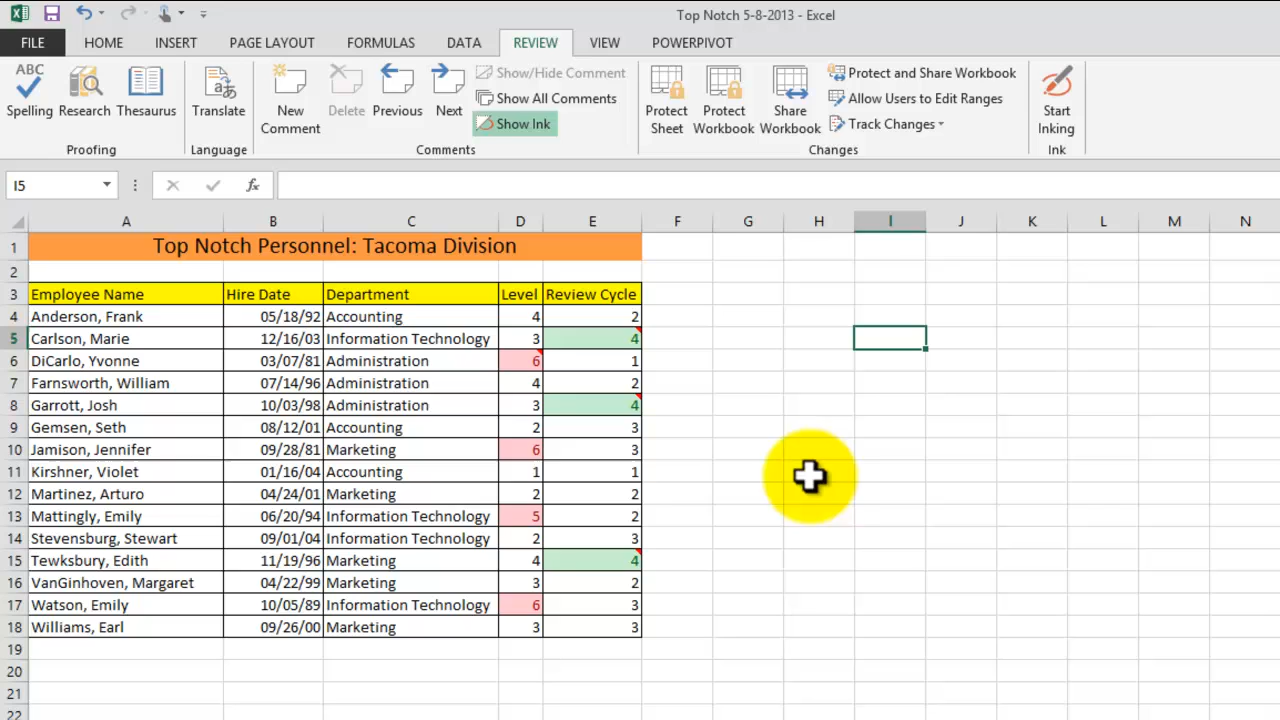 Top Notch 5-8-2013 - Excel
FILE HOME INSERT PAGE LAYOUT FORMULAS DATA REVIEW VIEW POWERPIVOT
ABC
Spelling Research Thesaurus
Proofing
Translate
Language
New Comment
Delete Previous Next
Show/Hide Comment
Show All Comments
Show Ink
Comments
Protect Sheet
Protect Workbook
Share Workbook
Protect and Share Workbook
Allow Users to Edit Ranges
Track Changes
Changes
Start Inking
Ink
I5 fx
A B C D E F G H I J K L M N
1 Top Notch Personnel: Tacoma Division
2
3 Employee Name Hire Date Department Level Review Cycle
4 Anderson, Frank 05/18/92 Accounting 4 2
5 Carlson, Marie 12/16/03 Information Technology 3 4
6 DiCarlo, Yvonne 03/07/81 Administration 6 1
7 Farnsworth, William 07/14/96 Administration 4 2
8 Garrott, Josh 10/03/98 Administration 3 4
9 Gemsen, Seth 08/12/01 Accounting 2 3
10 Jamison, Jennifer 09/28/81 Marketing 6 3
11 Kirshner, Violet 01/16/04 Accounting 1 1
12 Martinez, Arturo 04/24/01 Marketing 2 2
13 Mattingly, Emily 06/20/94 Information Technology 5 2
14 Stevensburg, Stewart 09/01/04 Information Technology 2 3
15 Tewksbury, Edith 11/19/96 Marketing 4 4
16 VanGinhoven, Margaret 04/22/99 Marketing 3 2
17 Watson, Emily 10/05/89 Information Technology 6 3
18 Williams, Earl 09/26/00 Marketing 3 3
19
20
21
22